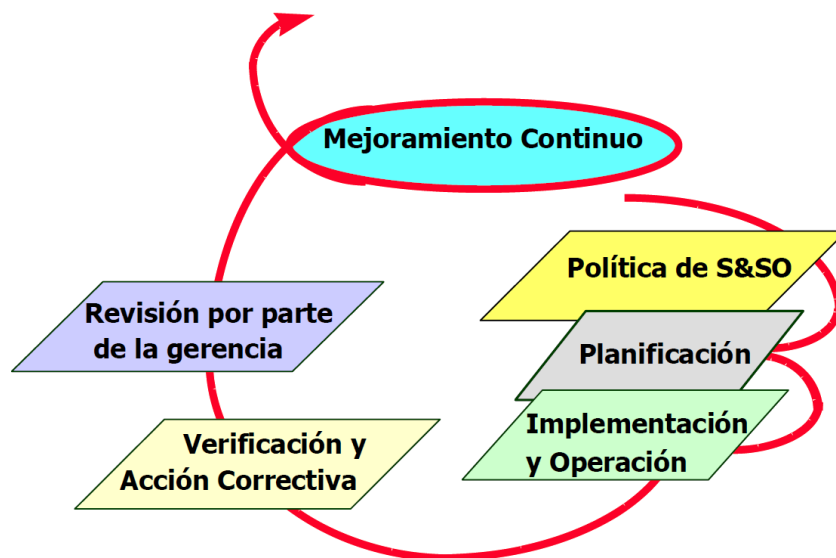 Mejoramiento Continuo
Política de S&SO
Planificación
Implementación
y Operación
Verificación y
Acción Correctiva
Revisión por parte
de la gerencia